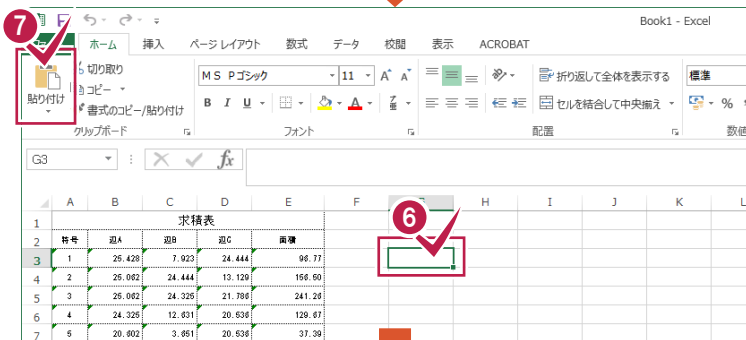 7
Book1 - Excel
ホーム 挿入 ページ レイアウト 数式 データ 校閲 表示 ACROBAT
貼り付け
切り取り
コピー
書式のコピー/貼り付け
クリップボード
ＭＳ Ｐゴシック 11
B I U
フォント
折り返して全体を表示する
セルを結合して中央揃え
配置
標準
%
数値
G3 fx
A B C D E F H I J K L
1 求積表
2 符号 辺A 辺B 辺C 面積
3 1 25.428 7.923 24.444 96.77
4 2 25.062 24.444 13.129 156.50
5 3 25.062 24.325 21.786 241.26
6 4 24.325 12.631 20.536 129.67
7 5 20.602 3.651 20.536 37.39
6